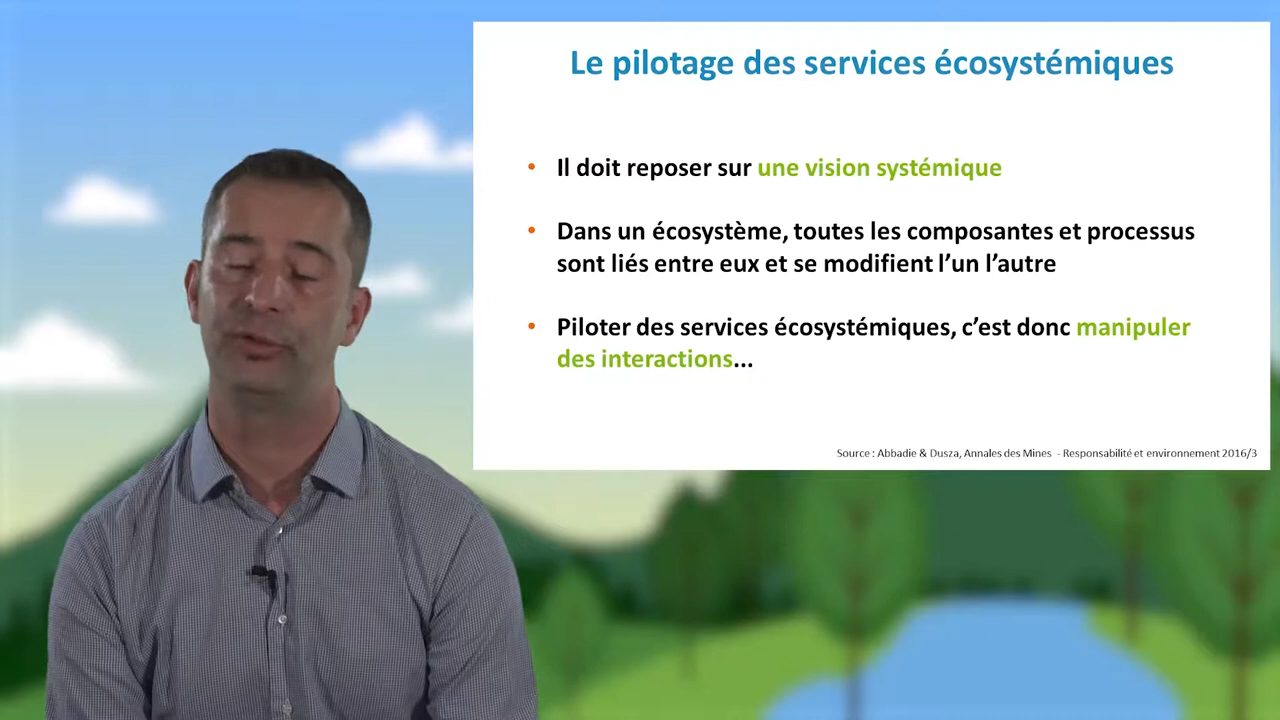 Le pilotage des services écosystémiques
• Il doit reposer sur une vision systémique
• Dans un écosystème, toutes les composantes et processus
sont liés entre eux et se modifient l’un l’autre
• Piloter des services écosystémiques, c’est donc manipuler
des interactions...
Source : Abbadie & Dusza, Annales des Mines - Responsabilité et environnement 2016/3